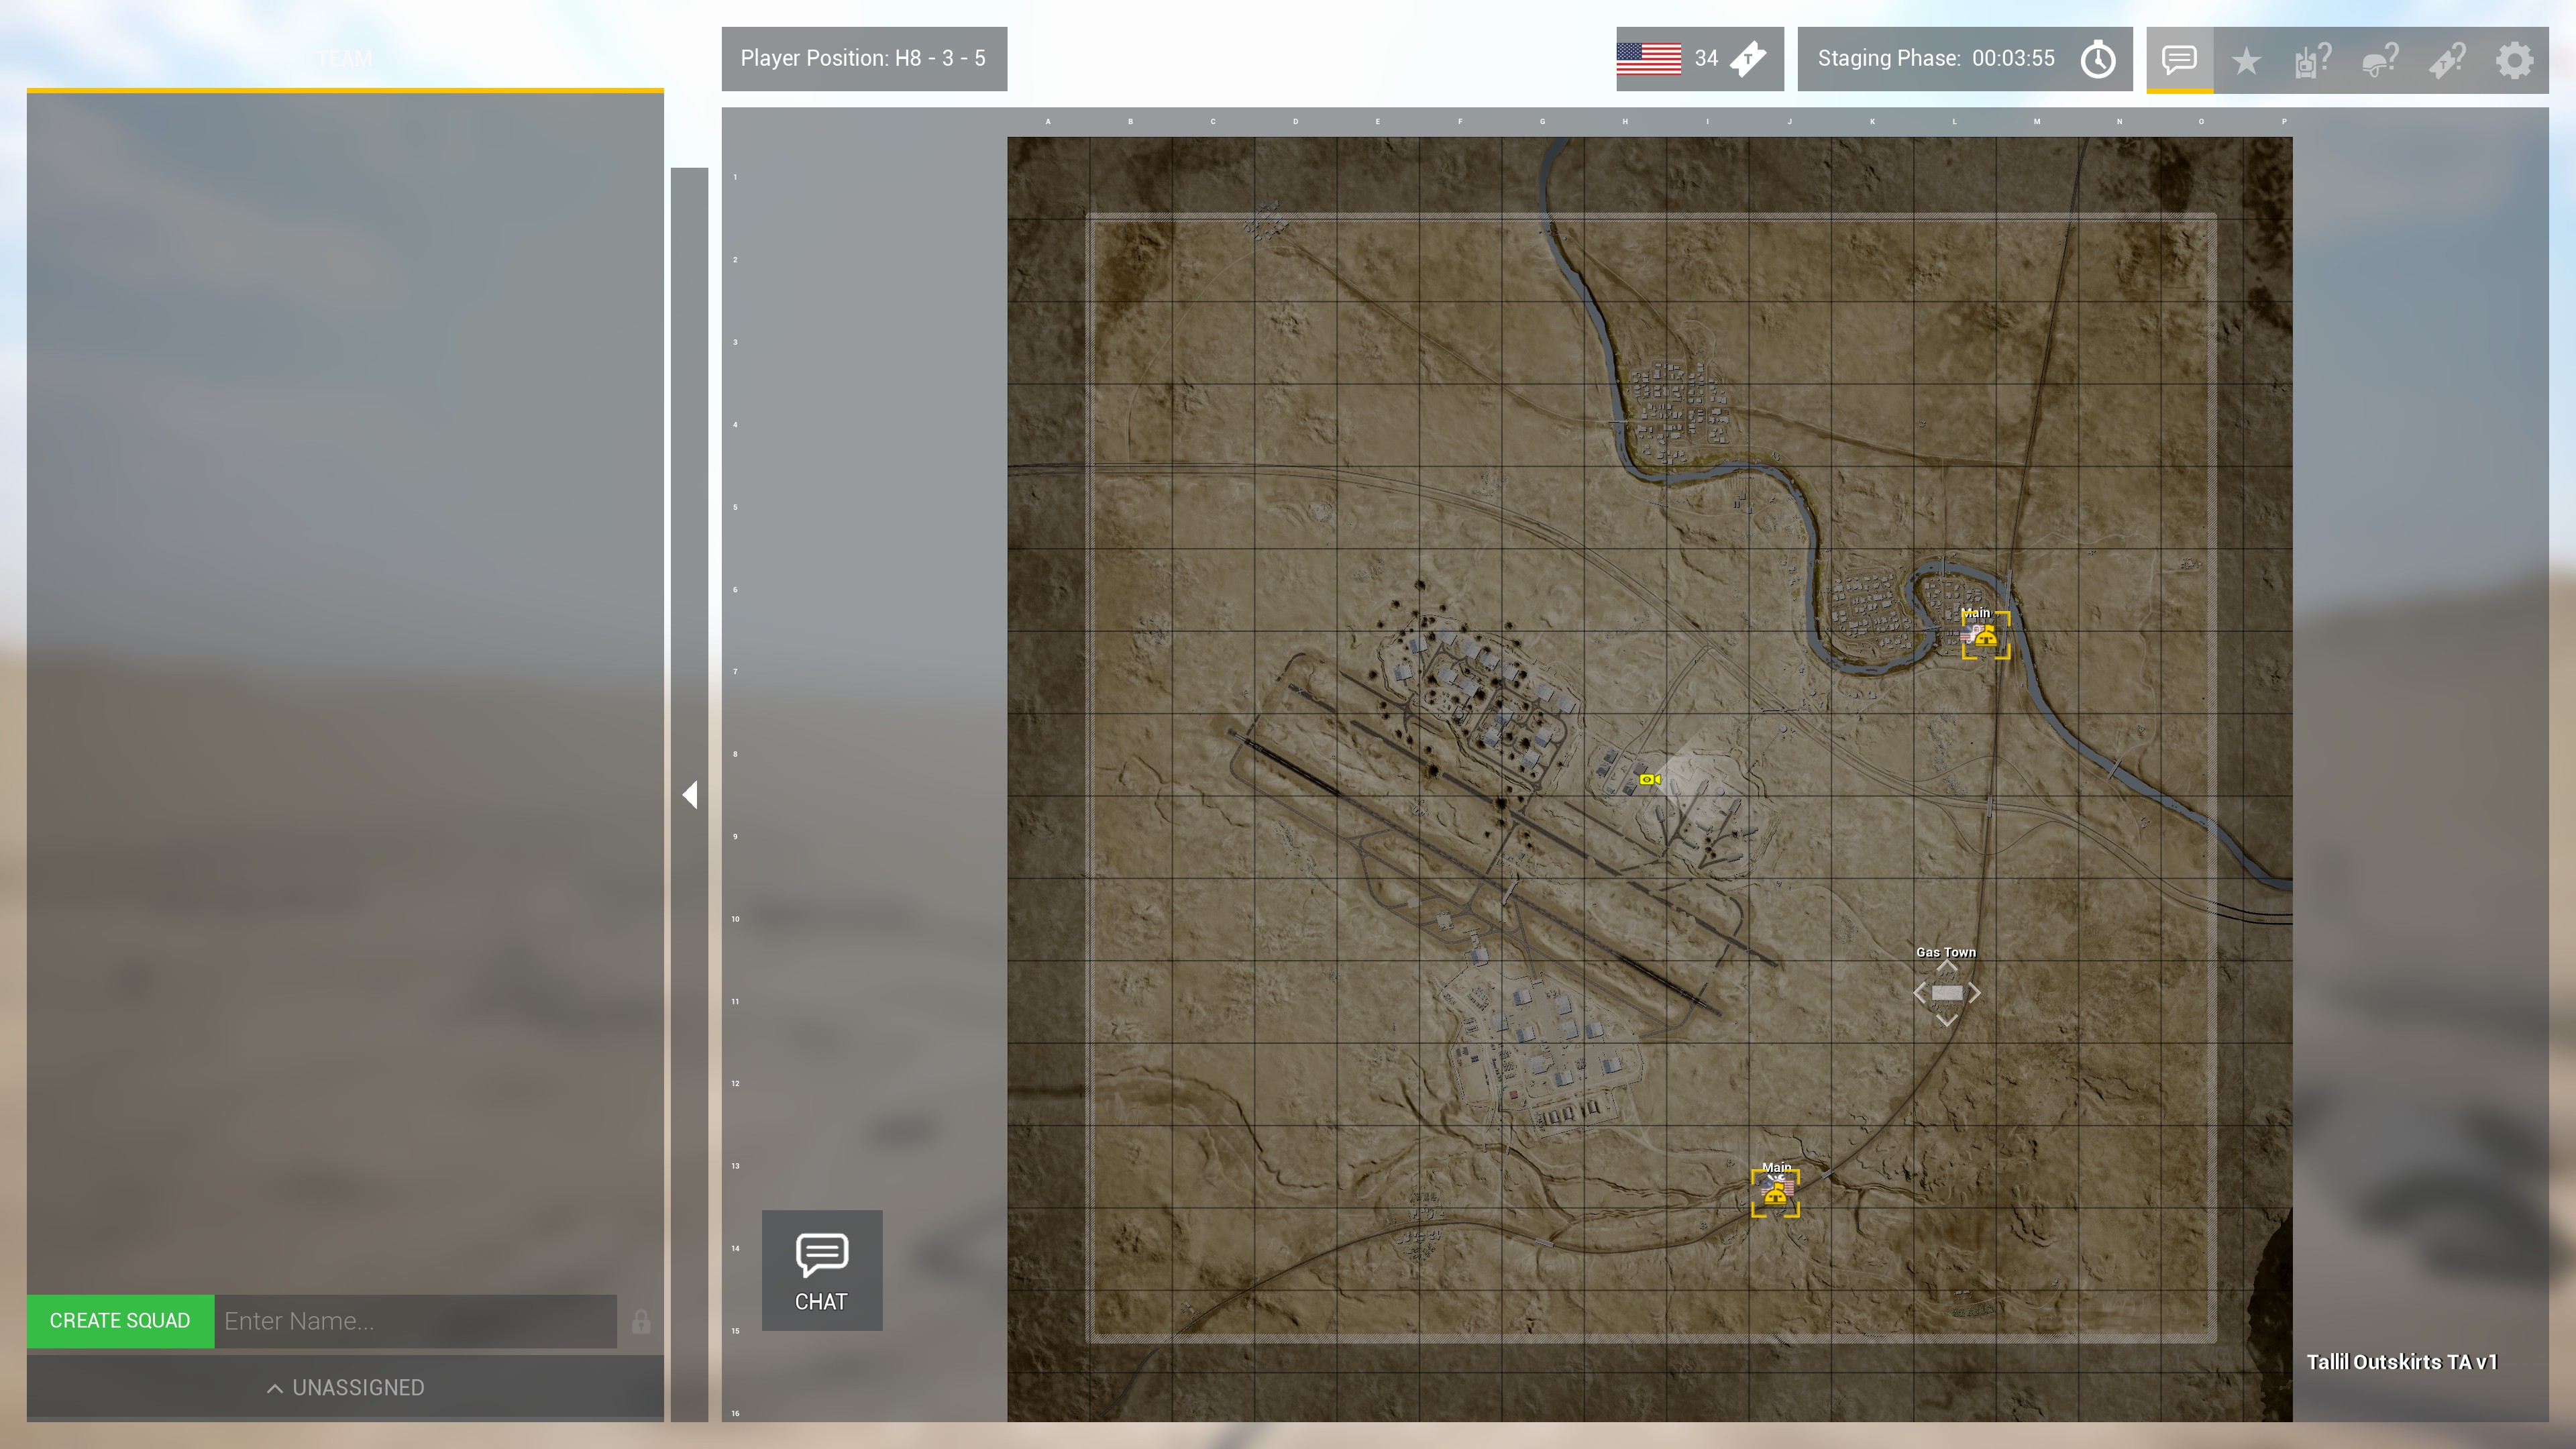 TEAM
Player Position: H8 - 3 - 5
34
T
Staging Phase: 00:03:55
? ? T?
A B C D E F G H I J K L M N O P
1
2
3
4
5
6
Main
7
8
9
10
Gas Town
11
12
13
Main
14
CHAT
15
CREATE SQUAD Enter Name...
Tallil Outskirts TA v1
UNASSIGNED
16